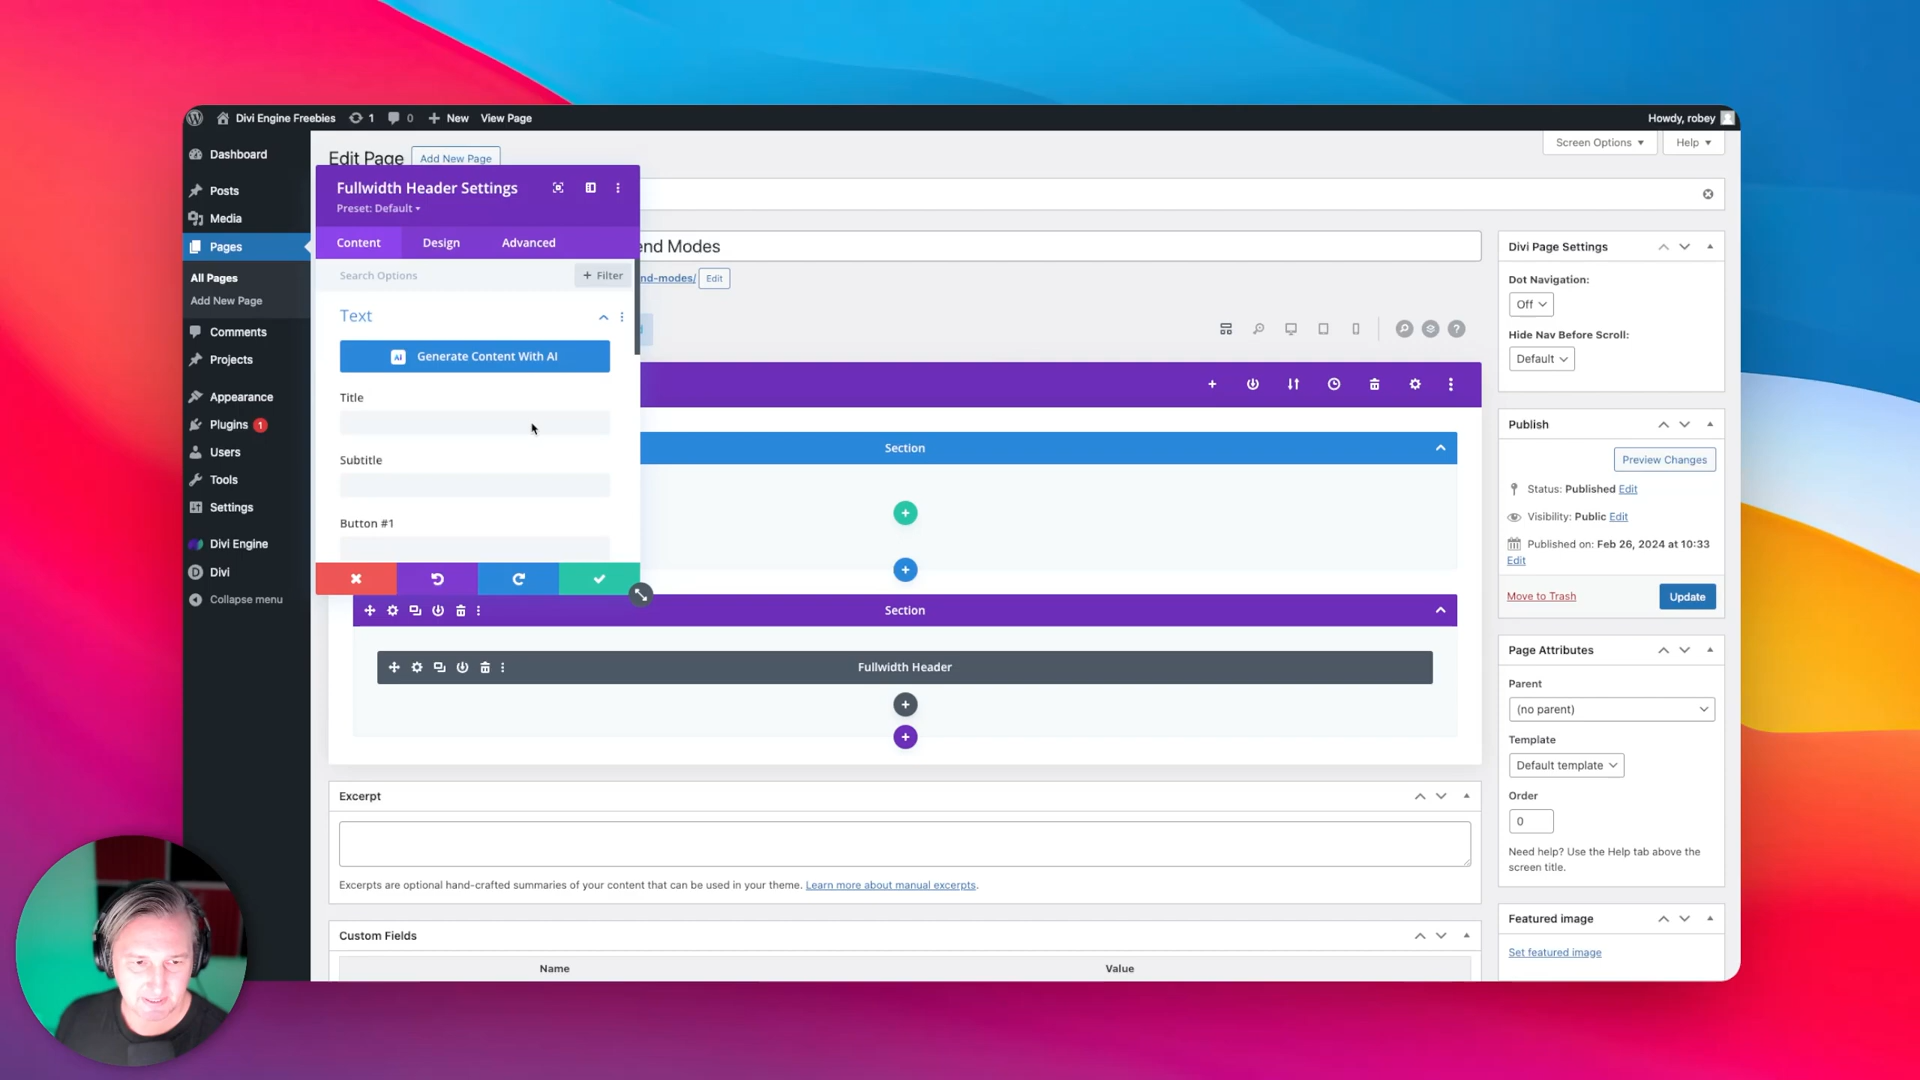 Divi Engine Freebies
1
0
New
View Page
Howdy, robey
Dashboard
Posts
Media
Pages
All Pages
Add New Page
Comments
Projects
Appearance
Plugins 1
Users
Tools
Settings
Divi Engine
Divi
Collapse menu
Edit Page
Add New Page
Screen Options
Help
Fullwidth Header Settings
Preset: Default
Content
Design
Advanced
Search Options
+ Filter
Text
AI Generate Content With AI
Title
Subtitle
Button #1
end Modes
nd-modes/
Edit
Section
Section
Fullwidth Header
Excerpt
Excerpts are optional hand-crafted summaries of your content that can be used in your theme. Learn more about manual excerpts.
Custom Fields
Name
Value
Divi Page Settings
Dot Navigation:
Off
Hide Nav Before Scroll:
Default
Publish
Preview Changes
Status: Published Edit
Visibility: Public Edit
Published on: Feb 26, 2024 at 10:33
Edit
Move to Trash
Update
Page Attributes
Parent
(no parent)
Template
Default template
Order
0
Need help? Use the Help tab above the
screen title.
Featured image
Set featured image